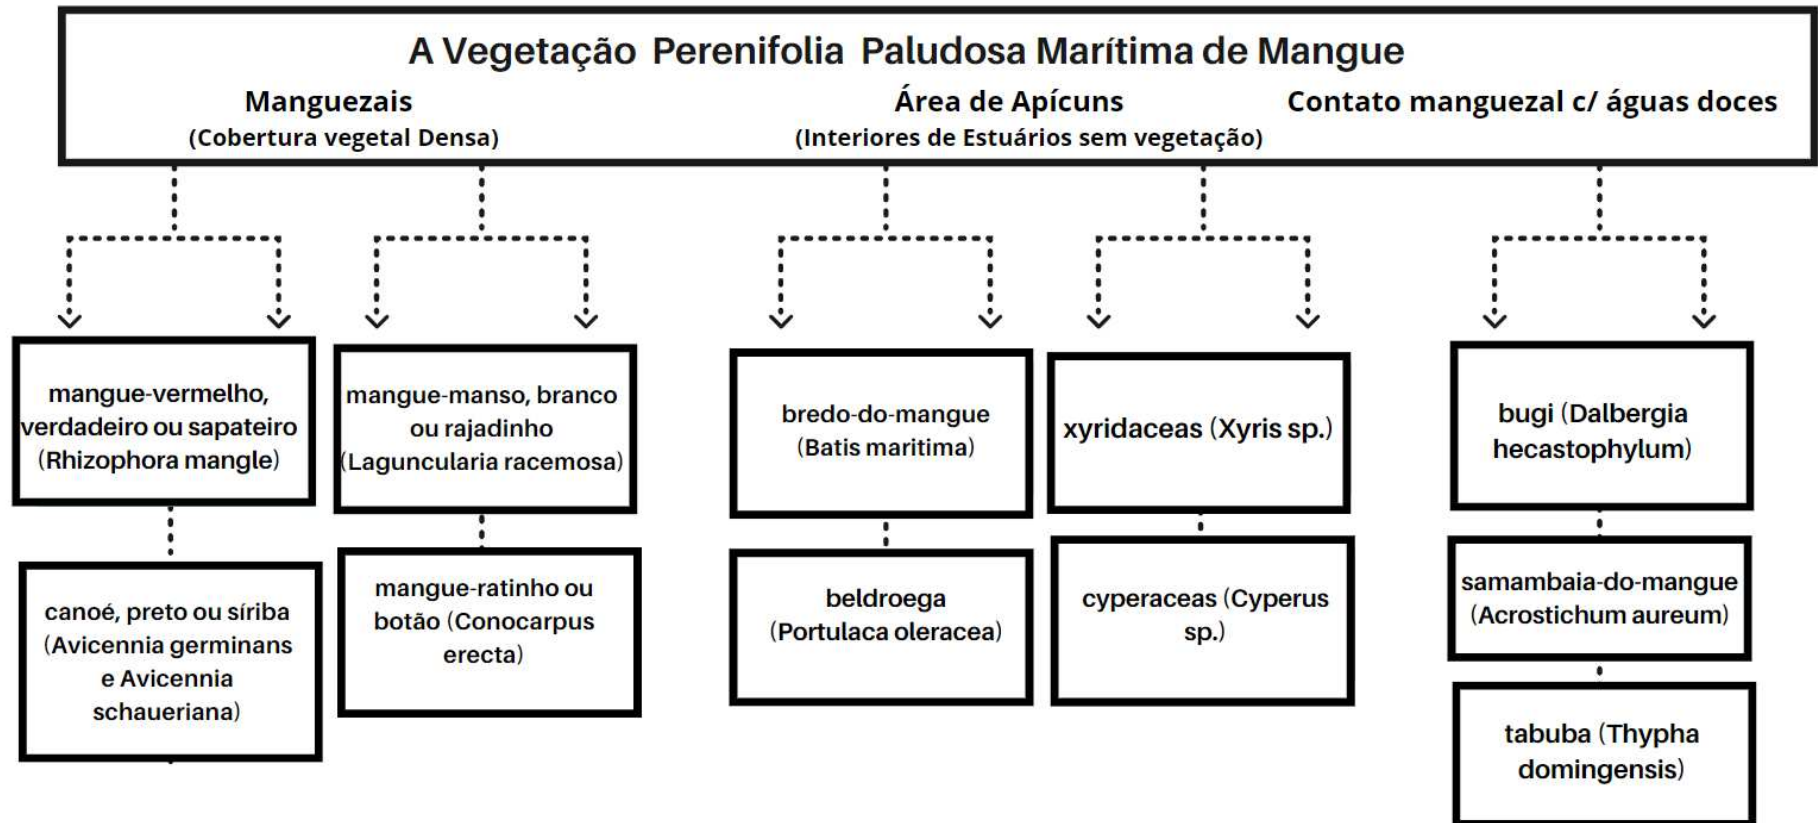 A Vegetação Perenifolia Paludosa Marítima de Mangue
Manguezais
(Cobertura vegetal Densa)
Área de Apícuns
(Interiores de Estuários sem vegetação)
Contato manguezal c/ águas doces
mangue-vermelho,
verdadeiro ou sapateiro
(Rhizophora mangle)
canoé, preto ou síriba
(Avicennia germinans
e Avicennia
schaueriana)
mangue-manso, branco
ou rajadinho
(Laguncularia racemosa)
mangue-ratinho ou
botão (Conocarpus
erecta)
bredo-do-mangue
(Batis maritima)
beldroega
(Portulaca oleracea)
xyridaceas (Xyris sp.)
cyperaceas (Cyperus
sp.)
bugi (Dalbergia
hecastophylum)
samambaia-do-mangue
(Acrostichum aureum)
tabuba (Thypha
domingensis)